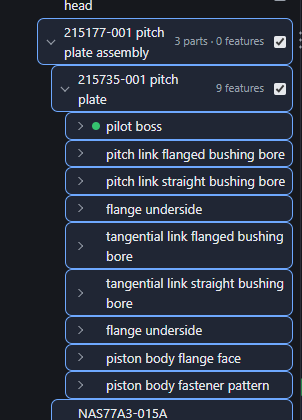 head
215177-001 pitch
plate assembly
3 parts · 0 features
215735-001 pitch
plate
9 features
pilot boss
pitch link flanged bushing bore
pitch link straight bushing bore
flange underside
tangential link flanged bushing
bore
tangential link straight bushing
bore
flange underside
piston body flange face
piston body fastener pattern
NAS77A3-015A